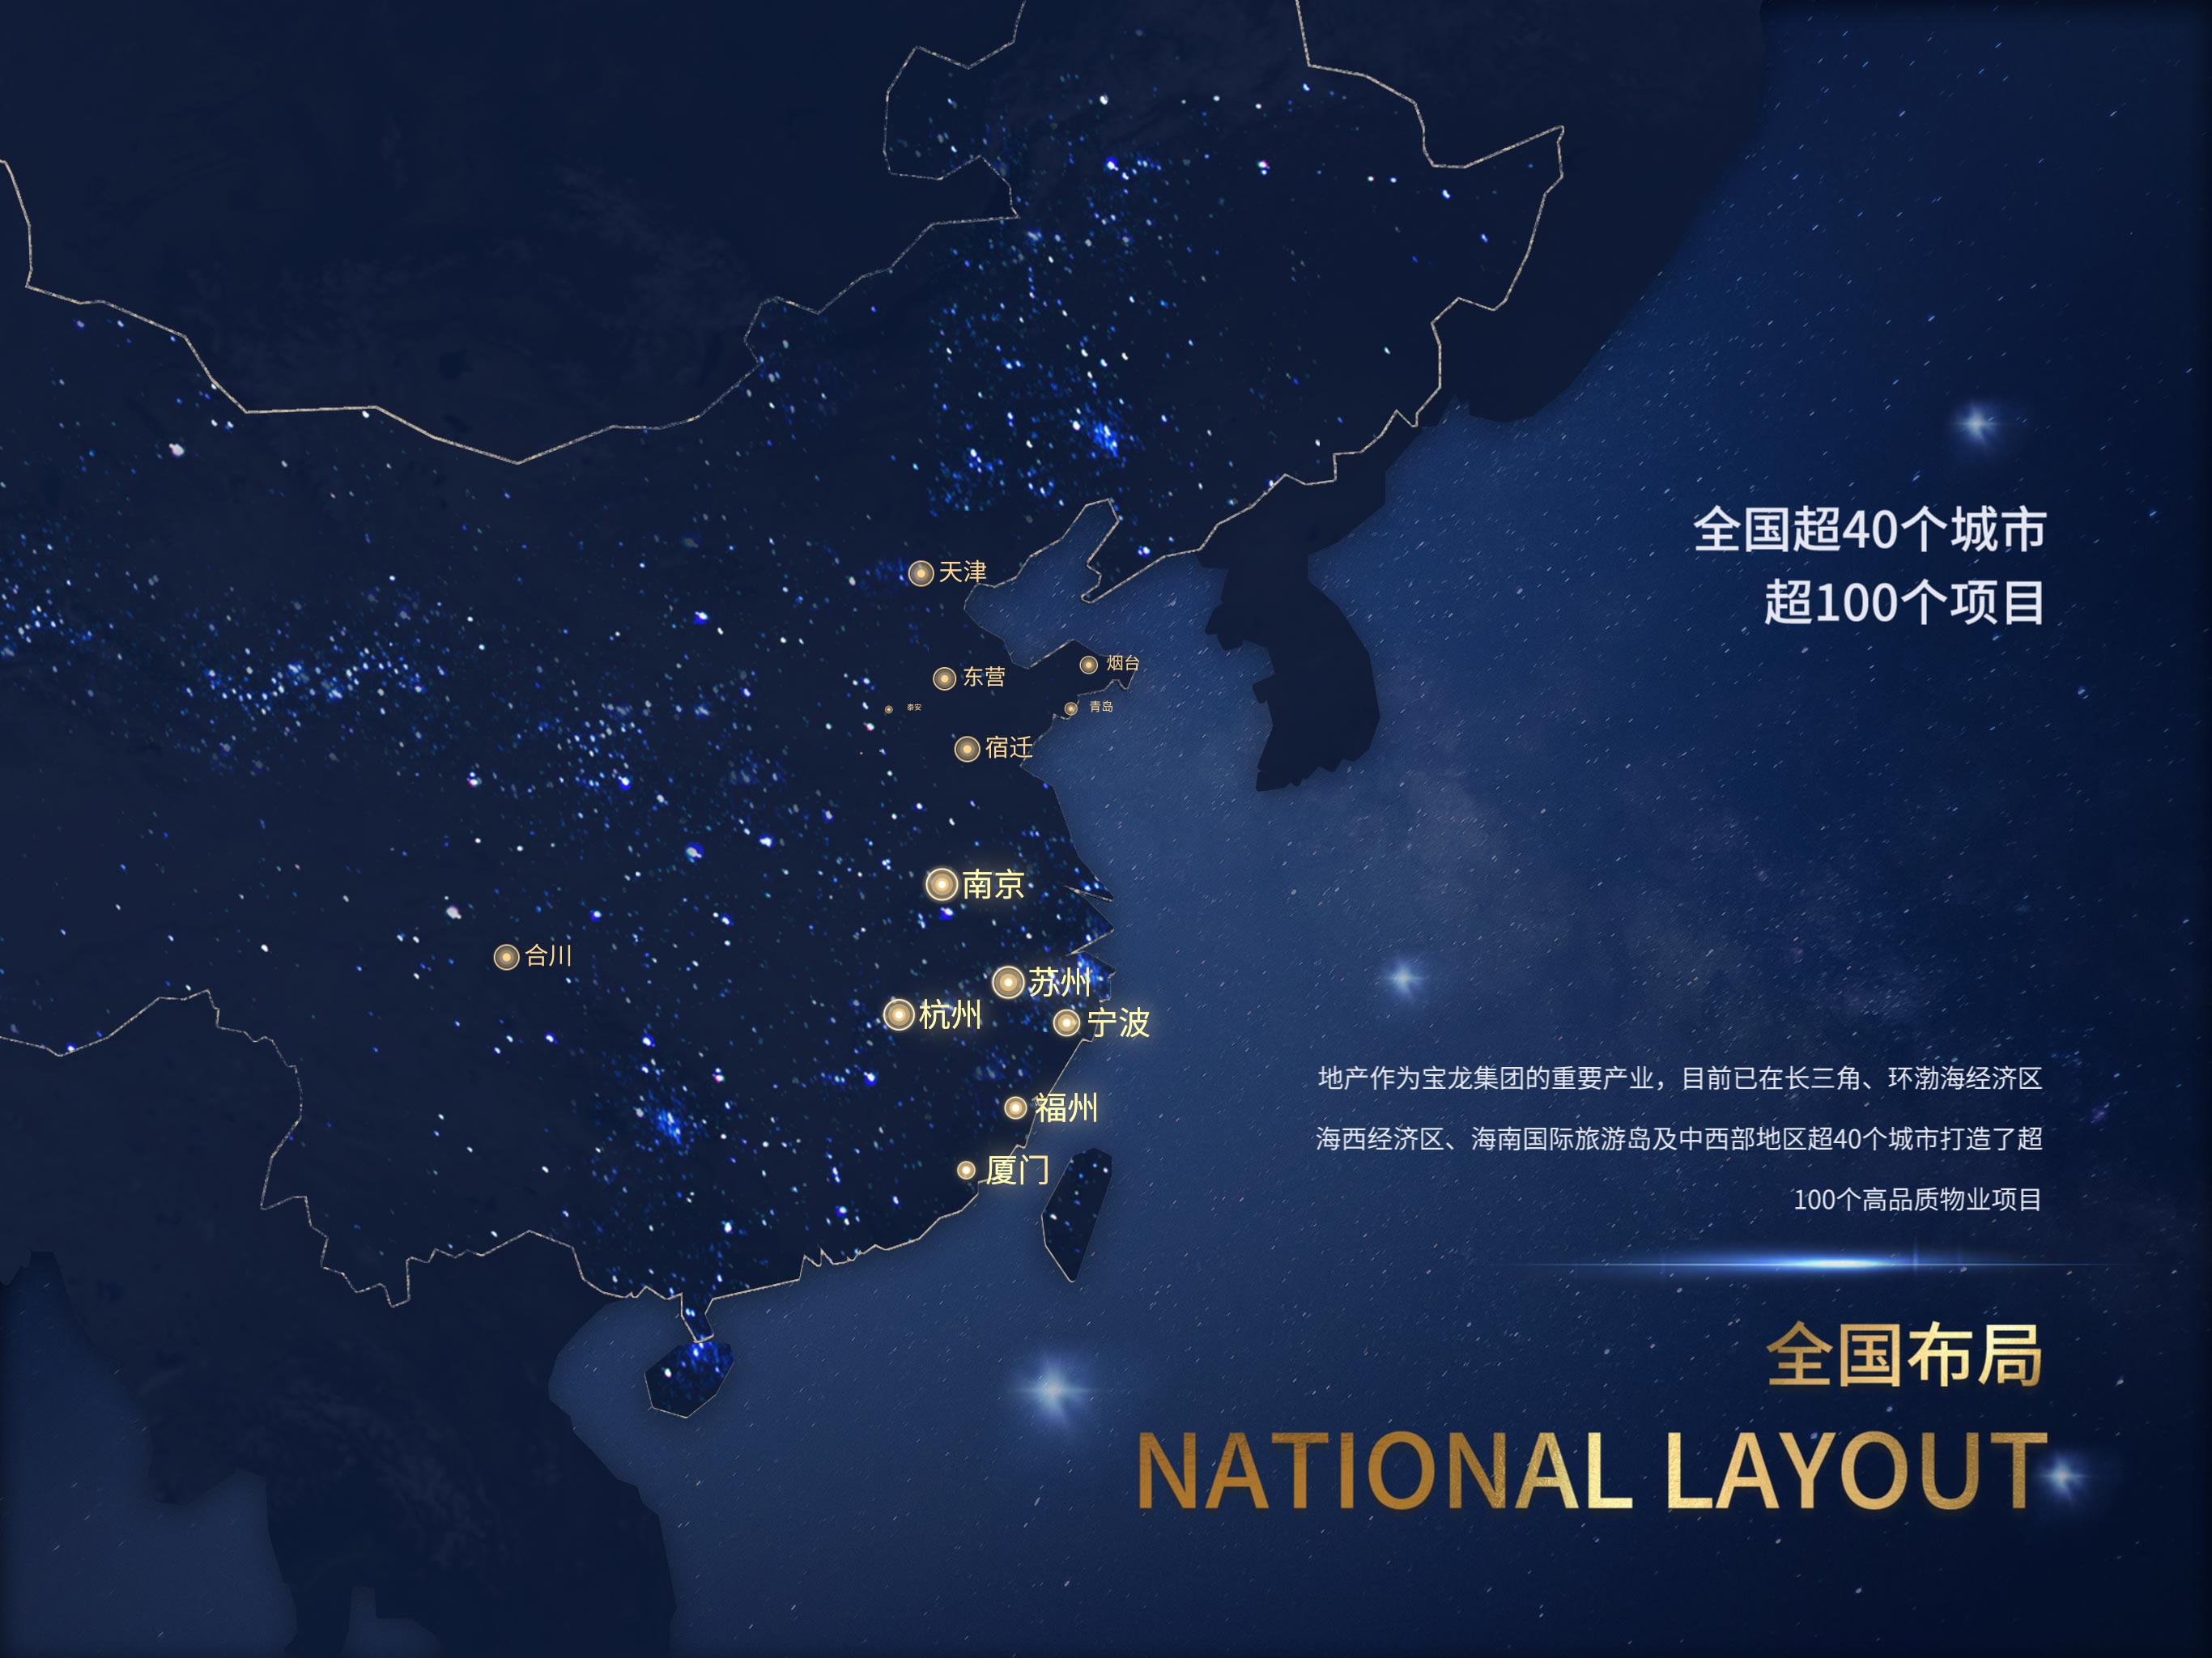 全国超40个城市
超100个项目
天津
烟台
东营
泰安
青岛
宿迁
南京
合川
苏州
杭州
宁波
福州
厦门
地产作为宝龙集团的重要产业，目前已在长三角、环渤海经济区
海西经济区、海南国际旅游岛及中西部地区超40个城市打造了超
100个高品质物业项目
全国布局
NATIONAL LAYOUT